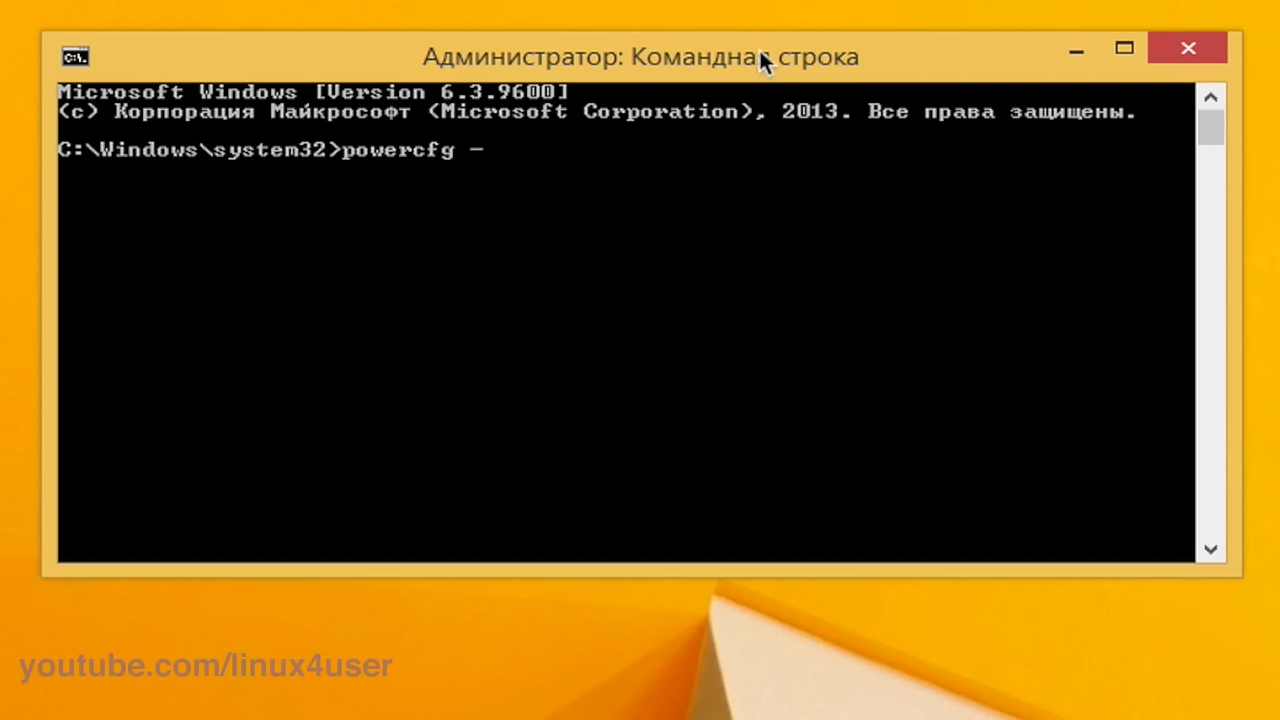 Администратор: Командная строка
Microsoft Windows [Version 6.3.9600]
(c) Корпорация Майкрософт (Microsoft Corporation), 2013. Все права защищены.
C:\Windows\system32>powercfg -
youtube.com/linux4user